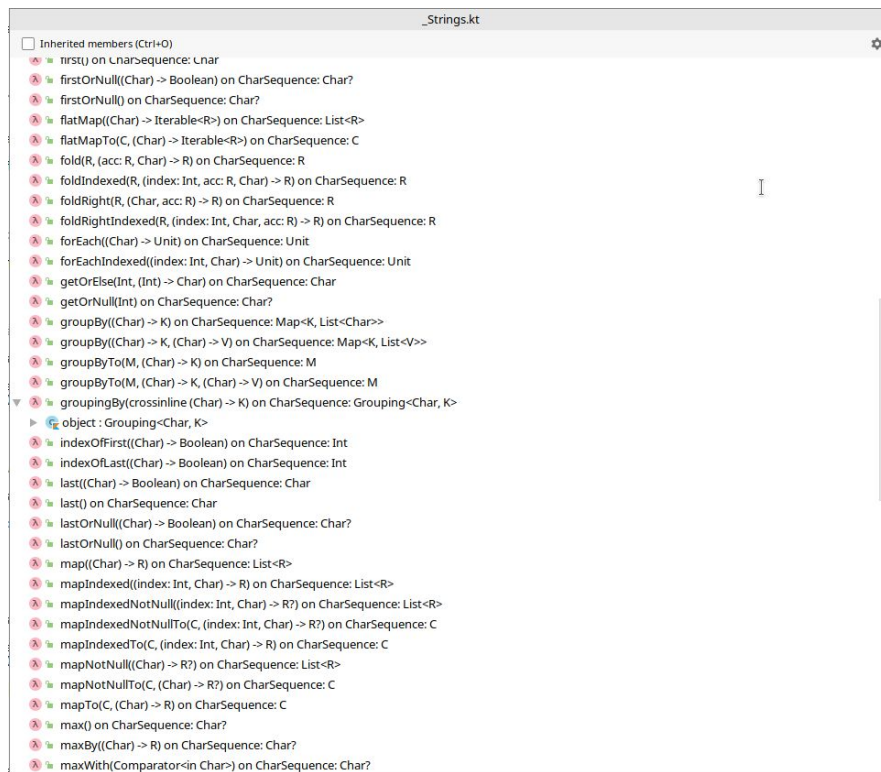 _Strings.kt
Inherited members (Ctrl+O)
first() on CharSequence: Char
firstOrNull((Char) -> Boolean) on CharSequence: Char?
firstOrNull() on CharSequence: Char?
flatMap((Char) -> Iterable<R>) on CharSequence: List<R>
flatMapTo(C, (Char) -> Iterable<R>) on CharSequence: C
fold(R, (acc: R, Char) -> R) on CharSequence: R
foldIndexed(R, (index: Int, acc: R, Char) -> R) on CharSequence: R
foldRight(R, (Char, acc: R) -> R) on CharSequence: R
foldRightIndexed(R, (index: Int, Char, acc: R) -> R) on CharSequence: R
forEach((Char) -> Unit) on CharSequence: Unit
forEachIndexed((index: Int, Char) -> Unit) on CharSequence: Unit
getOrElse(Int, (Int) -> Char) on CharSequence: Char
getOrNull(Int) on CharSequence: Char?
groupBy((Char) -> K) on CharSequence: Map<K, List<Char>>
groupBy((Char) -> K, (Char) -> V) on CharSequence: Map<K, List<V>>
groupByTo(M, (Char) -> K) on CharSequence: M
groupByTo(M, (Char) -> K, (Char) -> V) on CharSequence: M
groupingBy(crossinline (Char) -> K) on CharSequence: Grouping<Char, K>
object : Grouping<Char, K>
indexOfFirst((Char) -> Boolean) on CharSequence: Int
indexOfLast((Char) -> Boolean) on CharSequence: Int
last((Char) -> Boolean) on CharSequence: Char
last() on CharSequence: Char
lastOrNull((Char) -> Boolean) on CharSequence: Char?
lastOrNull() on CharSequence: Char?
map((Char) -> R) on CharSequence: List<R>
mapIndexed((index: Int, Char) -> R) on CharSequence: List<R>
mapIndexedNotNull((index: Int, Char) -> R?) on CharSequence: List<R>
mapIndexedNotNullTo(C, (index: Int, Char) -> R?) on CharSequence: C
mapIndexedTo(C, (index: Int, Char) -> R) on CharSequence: C
mapNotNull((Char) -> R?) on CharSequence: List<R>
mapNotNullTo(C, (Char) -> R?) on CharSequence: C
mapTo(C, (Char) -> R) on CharSequence: C
max() on CharSequence: Char?
maxBy((Char) -> R) on CharSequence: Char?
maxWith(Comparator<in Char>) on CharSequence: Char?